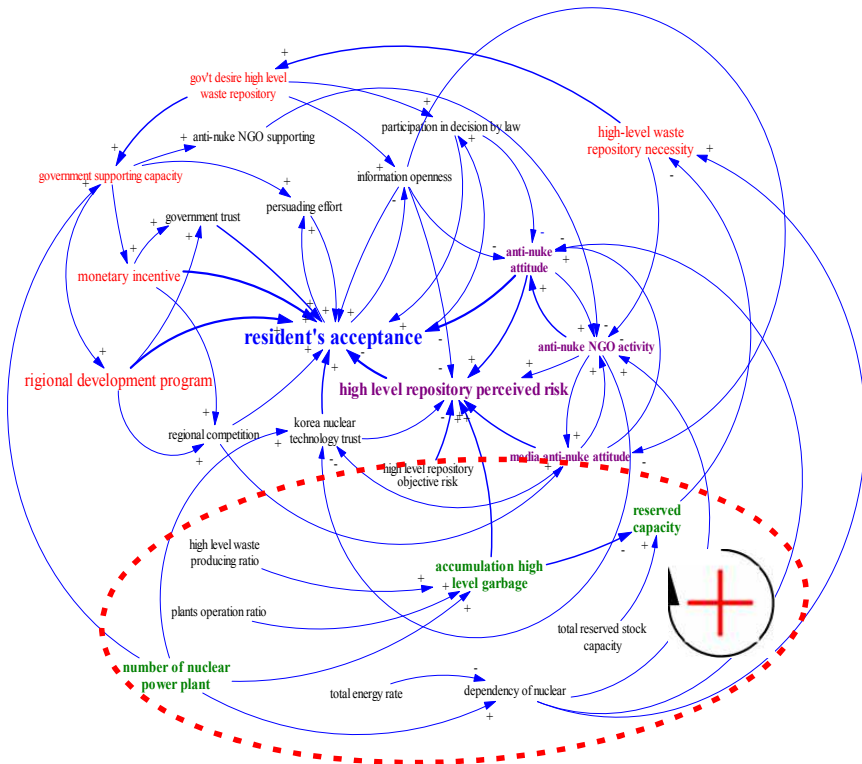 gov't desire high level
waste repository
participation in decision by law
anti-nuke NGO supporting
high-level waste
repository necessity
government supporting capacity
information openness
persuading effort
government trust
anti-nuke
attitude
monetary incentive
resident's acceptance
anti-nuke NGO activity
rigional development program
high level repository perceived risk
korea nuclear
technology trust
regional competition
media anti-nuke attitude
high level repository
objective risk
reserved
capacity
high level waste
producing ratio
accumulation high
level garbage
plants operation ratio
total reserved stock
capacity
number of nuclear
power plant
total energy rate
dependency of nuclear